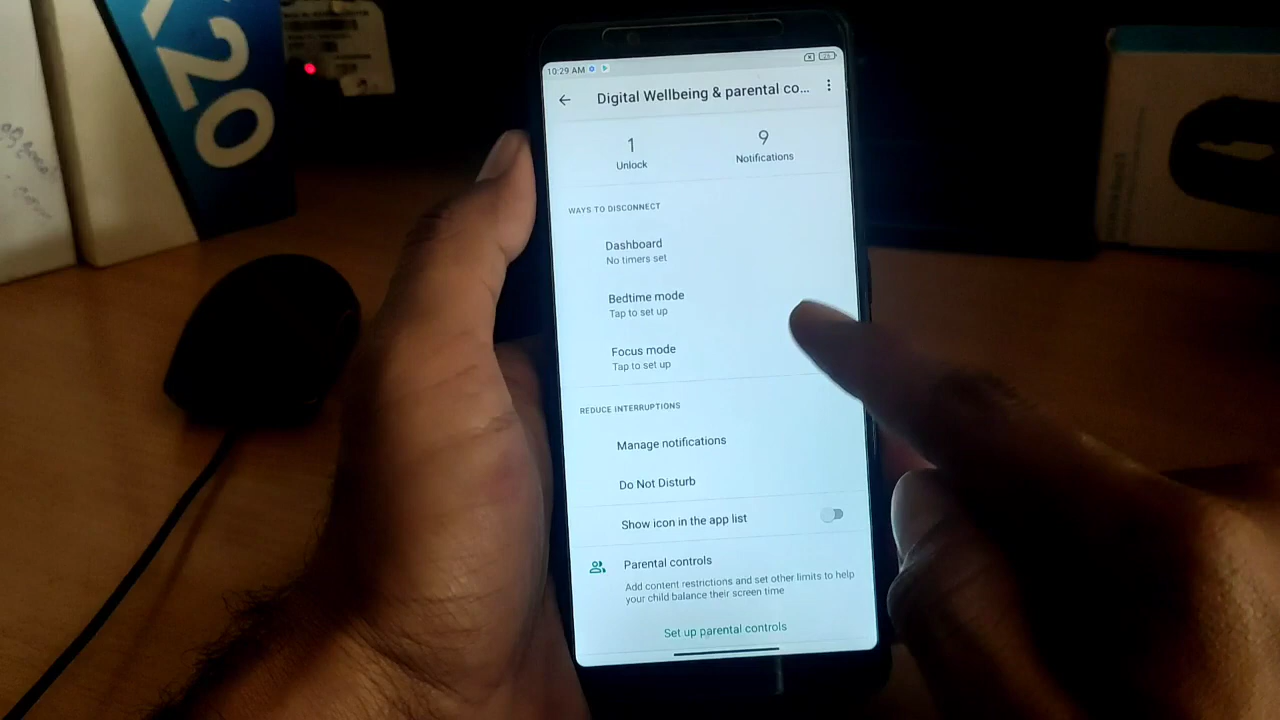 K20
10:29 AM
Digital Wellbeing & parental co...
1
Unlock
9
Notifications
WAYS TO DISCONNECT
Dashboard
No timers set
Bedtime mode
Tap to set up
Focus mode
Tap to set up
REDUCE INTERRUPTIONS
Manage notifications
Do Not Disturb
Show icon in the app list
Parental controls
Add content restrictions and set other limits to help
your child balance their screen time
Set up parental controls